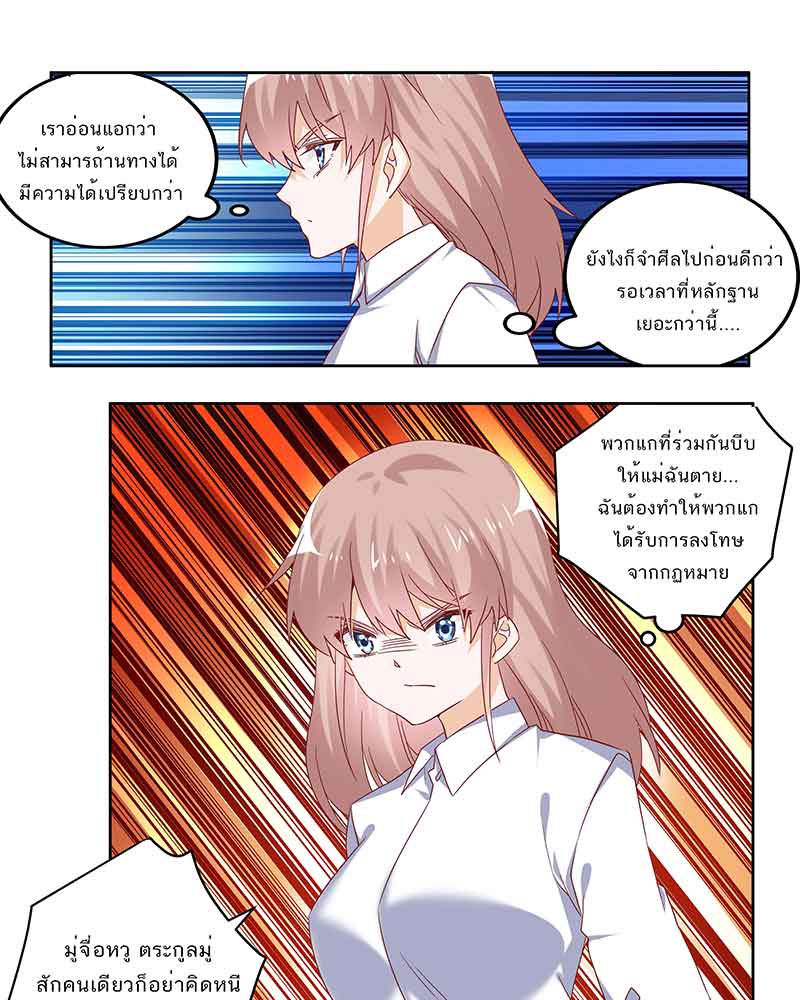 เราอ่อนแอกว่า
ไม่สามารถ้านทางได้
มีความได้เปรียบกว่า
ยังไงก็จำศีลไปก่อนดีกว่า
รอเวลาที่หลักฐาน
เยอะกว่านี้....
พวกแกที่ร่วมกันบีบ
ให้แม่ฉันตาย...
ฉันต้องทำให้พวกแก
ได้รับการลงโทษ
จากกฏหมาย
มู่จื่อหวู ตระกูลมู่
สักคนเดียวก็อย่าคิดหนี